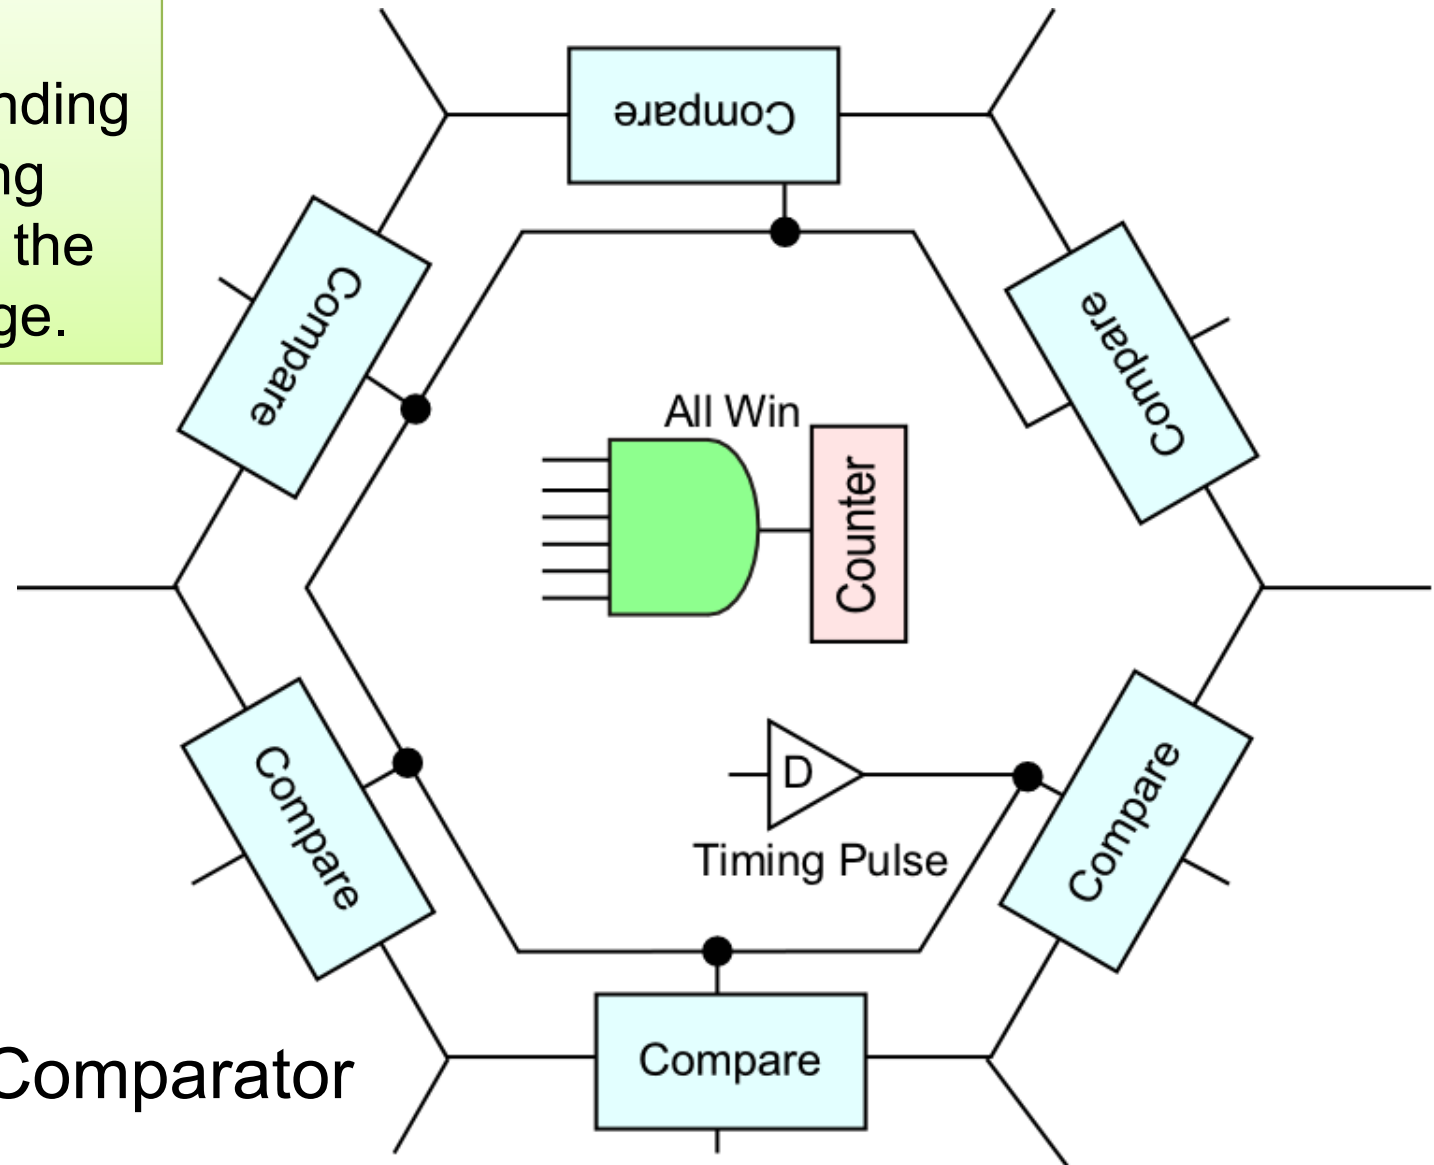 nding
ng
the
ge.
Compare
Compare
Compare
All Win
Counter
D
Timing Pulse
Compare
Compare
Compare
Comparator